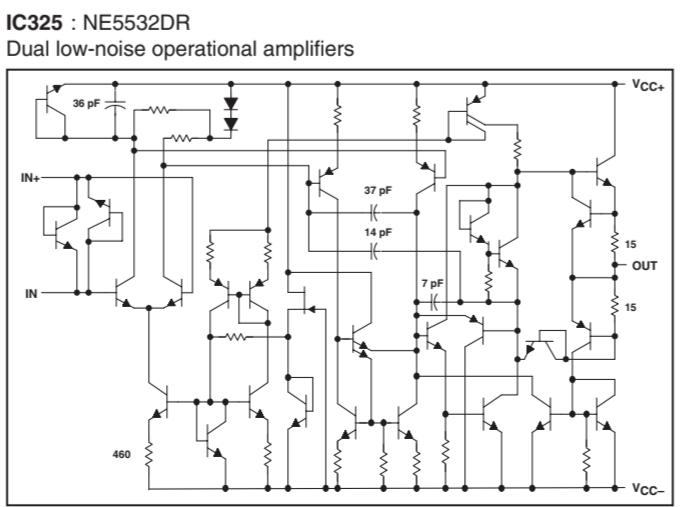 IC325 : NE5532DR
Dual low-noise operational amplifiers
VCC+
36 pF
IN+
37 pF
14 pF
15
OUT
7 pF
IN
15
460
VCC−